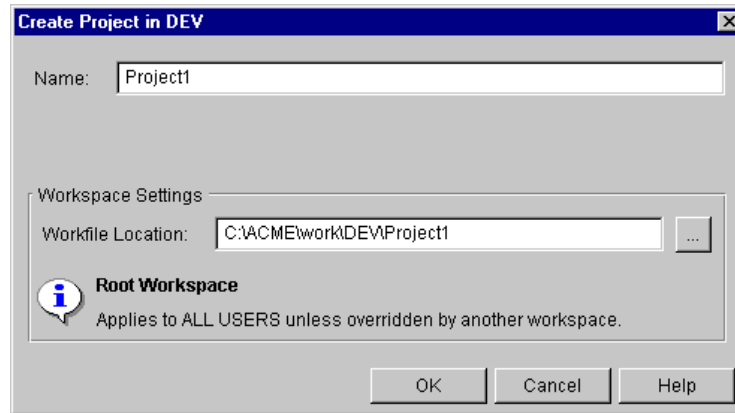 Create Project in DEV
Name: Project1
Workspace Settings
Workfile Location: C:\ACME\work\DEV\Project1 ...
Root Workspace
Applies to ALL USERS unless overridden by another workspace.
OK Cancel Help